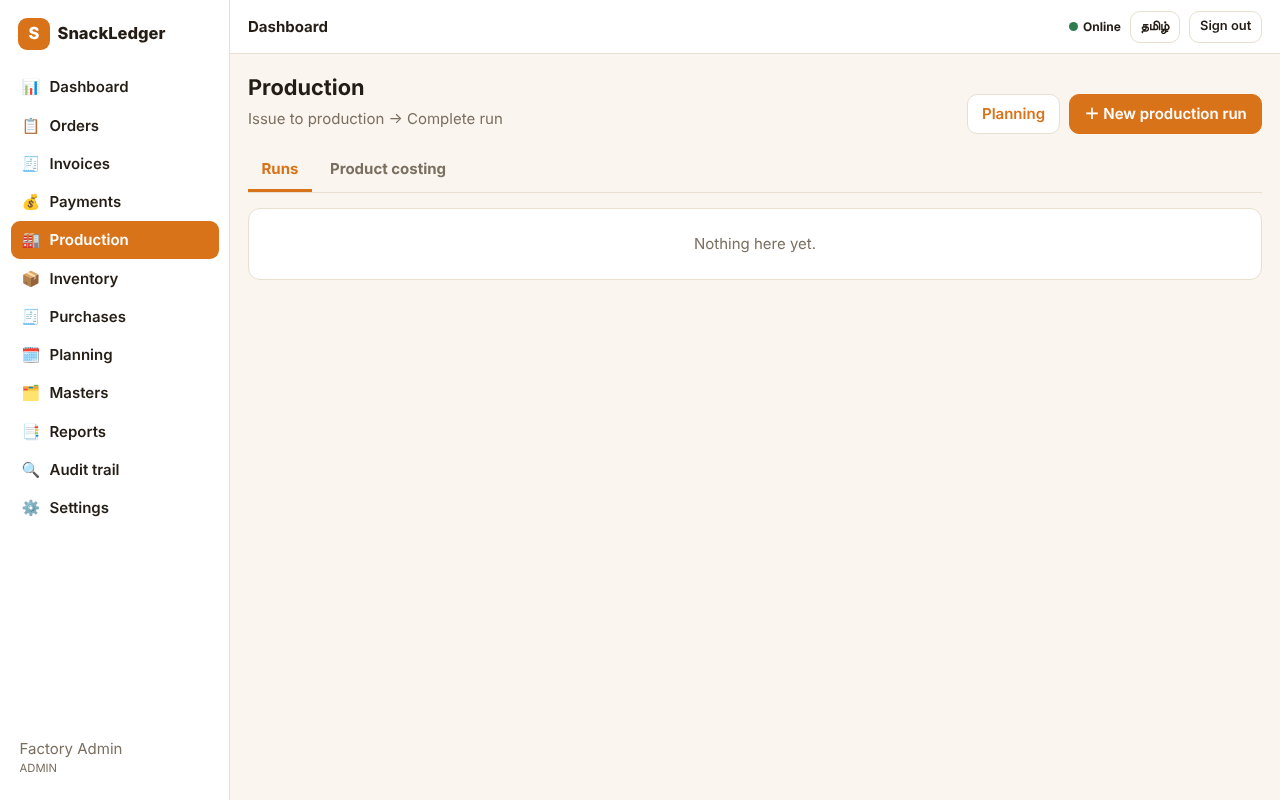 S SnackLedger
Dashboard
Orders
Invoices
Payments
Production
Inventory
Purchases
Planning
Masters
Reports
Audit trail
Settings
Factory Admin
ADMIN
Dashboard
Online
தமிழ்
Sign out
Production
Issue to production → Complete run
Planning
+ New production run
Runs
Product costing
Nothing here yet.